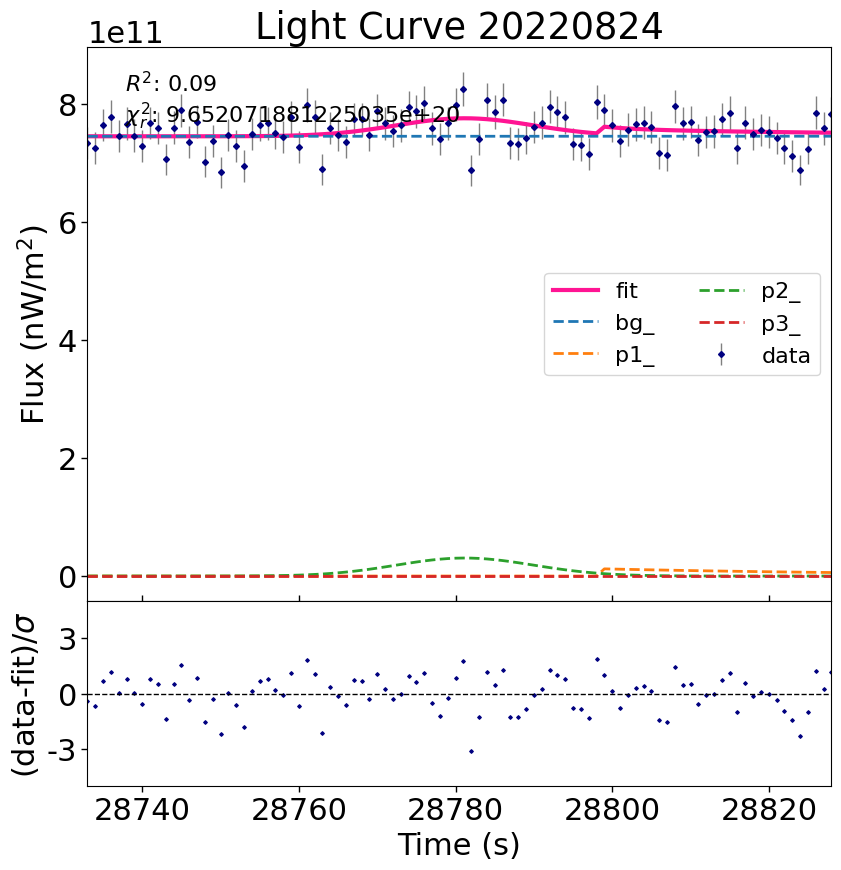 Light Curve 20220824
1e11
R²: 0.09
χ²ᵣ: 9.652071881225035e+20
8
6
4
2
0
Flux (nW/m²)
fit
bg_
p1_
p2_
p3_
data
3
0
-3
(data-fit)/σ
28740 28760 28780 28800 28820
Time (s)